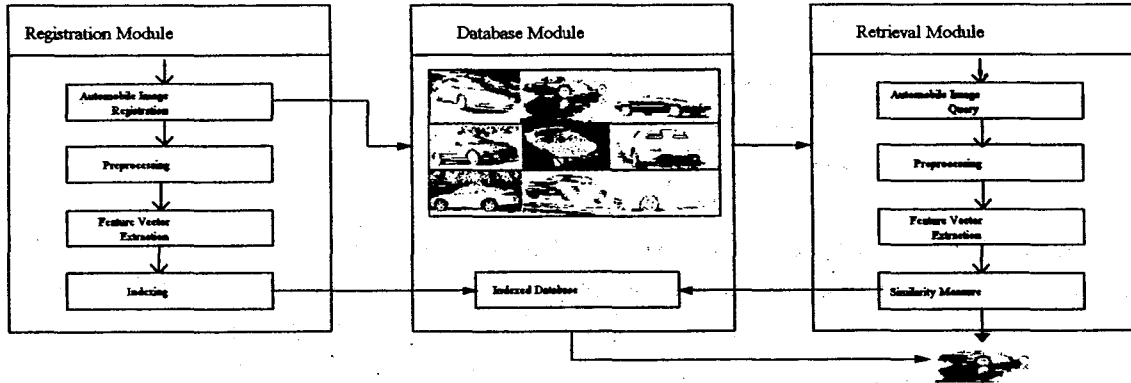 Registration Module
Automobile Image
Registration
Preprocessing
Feature Vector
Extraction
Indexing
Database Module
Indexed Database
Retrieval Module
Automobile Image
Query
Preprocessing
Feature Vector
Extraction
Similarity Measure